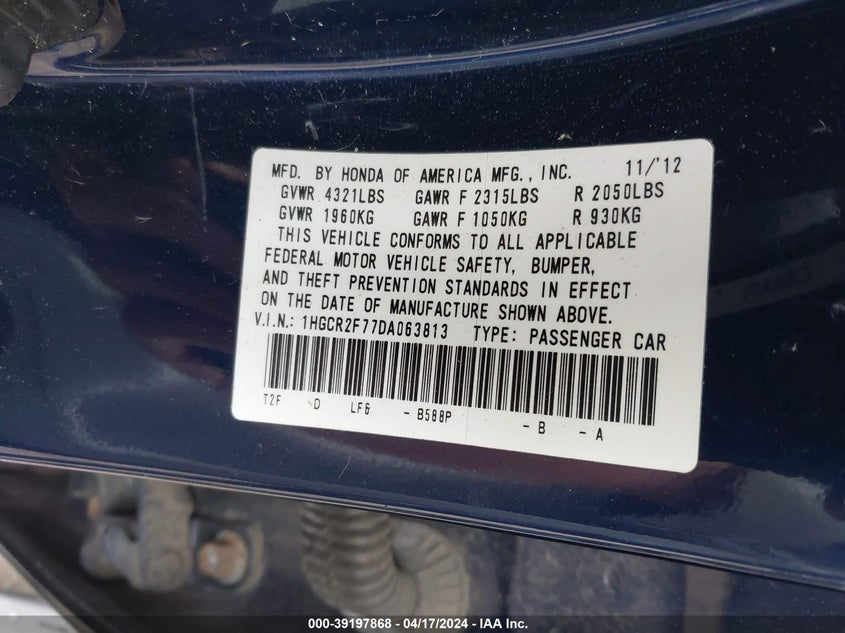 MFD. BY HONDA OF AMERICA MFG., INC. 11/'12
GVWR 4321LBS GAWR F 2315LBS R 2050LBS
GVWR 1960KG GAWR F 1050KG R 930KG
THIS VEHICLE CONFORMS TO ALL APPLICABLE
FEDERAL MOTOR VEHICLE SAFETY, BUMPER,
AND THEFT PREVENTION STANDARDS IN EFFECT
ON THE DATE OF MANUFACTURE SHOWN ABOVE.
V.I.N.: 1HGCR2F77DA063813 TYPE: PASSENGER CAR
T2F D LF6 - B588P - B - A
000-39197868 - 04/17/2024 - IAA Inc.